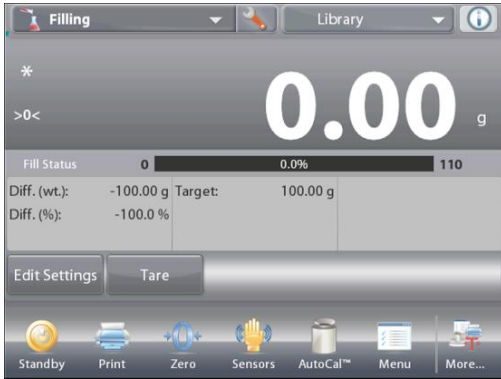 Filling Library
*
>0<
0.00 g
Fill Status 0 0.0% 110
Diff. (wt.): -100.00 g Target: 100.00 g
Diff. (%): -100.0 %
Edit Settings Tare
Standby Print Zero Sensors AutoCal™ Menu More...